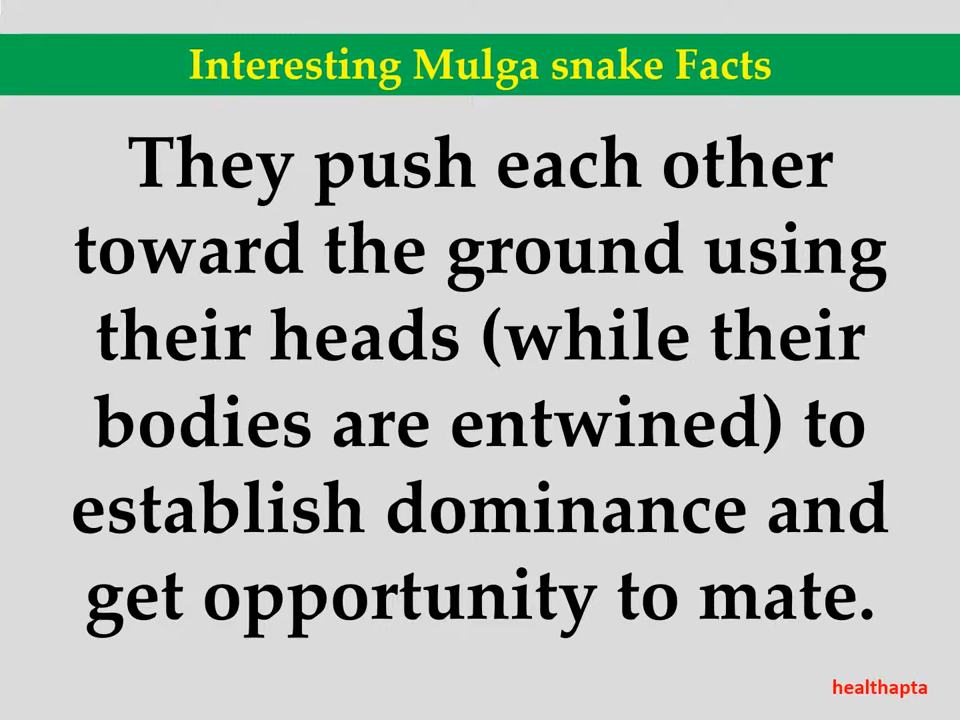 Interesting Mulga snake Facts
They push each other
toward the ground using
their heads (while their
bodies are entwined) to
establish dominance and
get opportunity to mate.
healthapta